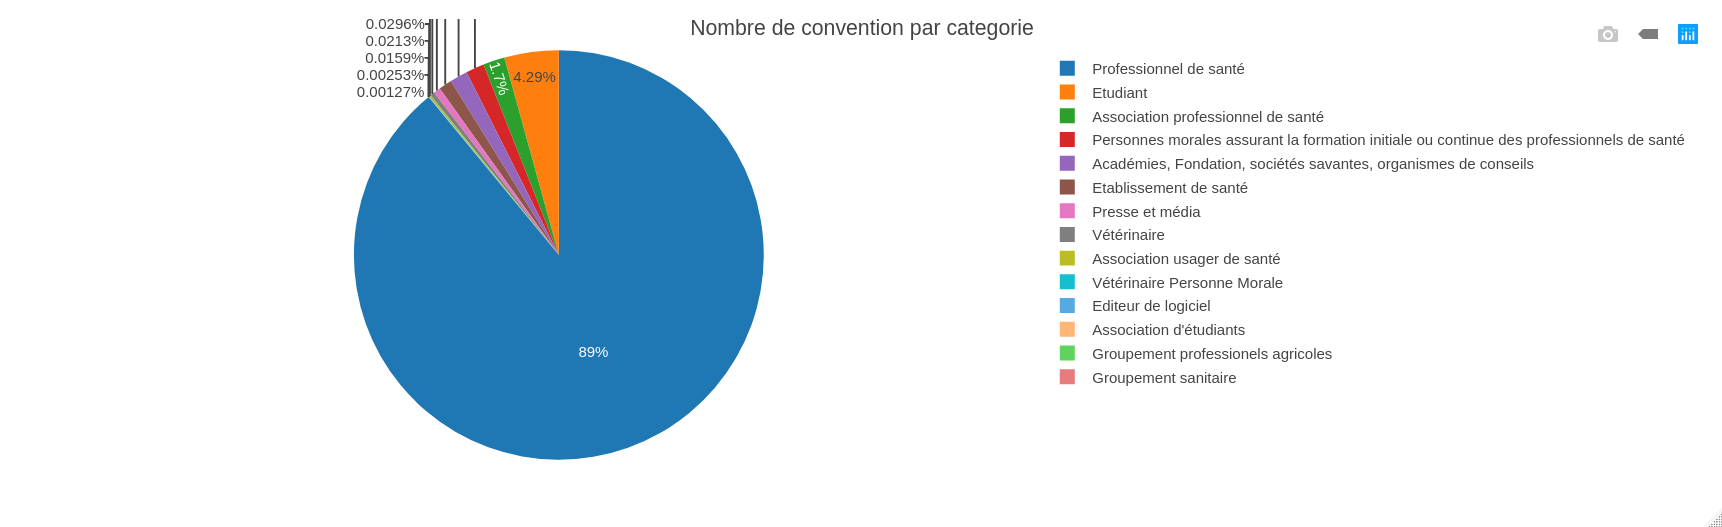 Nombre de convention par categorie
0.0296%
0.0213%
0.0159%
0.00253%
0.00127%
1.7%
4.29%
89%
Professionnel de santé
Etudiant
Association professionnel de santé
Personnes morales assurant la formation initiale ou continue des professionnels de santé
Académies, Fondation, sociétés savantes, organismes de conseils
Etablissement de santé
Presse et média
Vétérinaire
Association usager de santé
Vétérinaire Personne Morale
Editeur de logiciel
Association d'étudiants
Groupement professionels agricoles
Groupement sanitaire